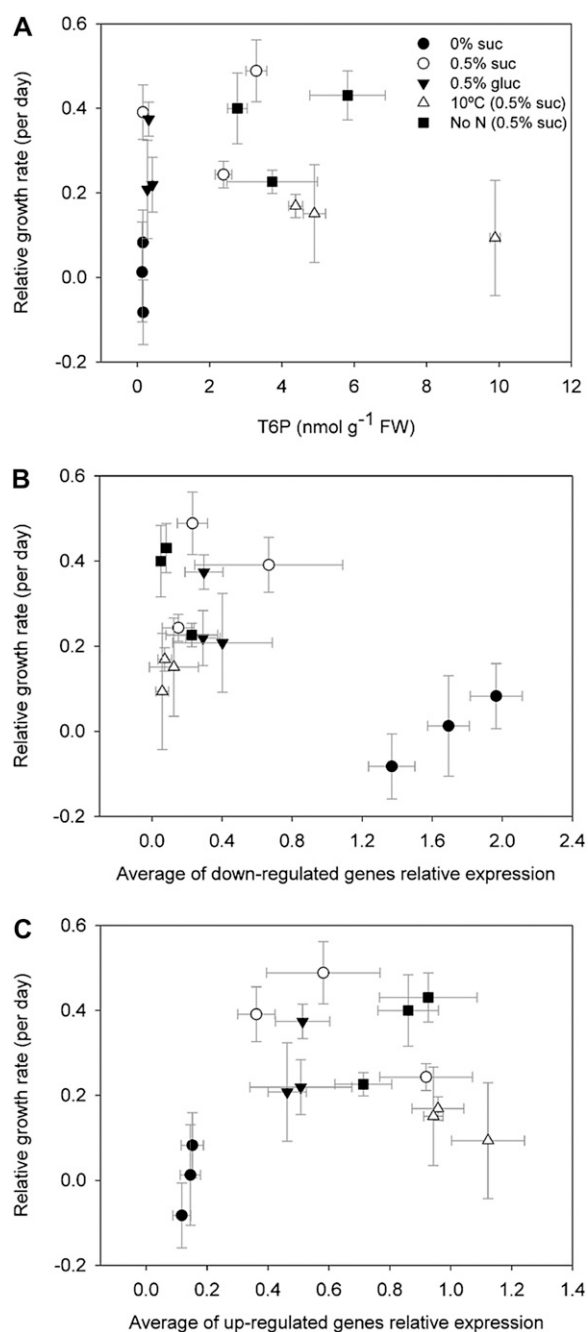 A
0% suc
0.5% suc
0.5% gluc
10ºC (0.5% suc)
No N (0.5% suc)
Relative growth rate (per day)
0.6
0.4
0.2
0.0
-0.2
0 2 4 6 8 10 12
T6P (nmol g⁻¹ FW)
B
Relative growth rate (per day)
0.6
0.4
0.2
0.0
-0.2
0.0 0.4 0.8 1.2 1.6 2.0 2.4
Average of down-regulated genes relative expression
C
Relative growth rate (per day)
0.6
0.4
0.2
0.0
-0.2
0.0 0.2 0.4 0.6 0.8 1.0 1.2 1.4
Average of up-regulated genes relative expression